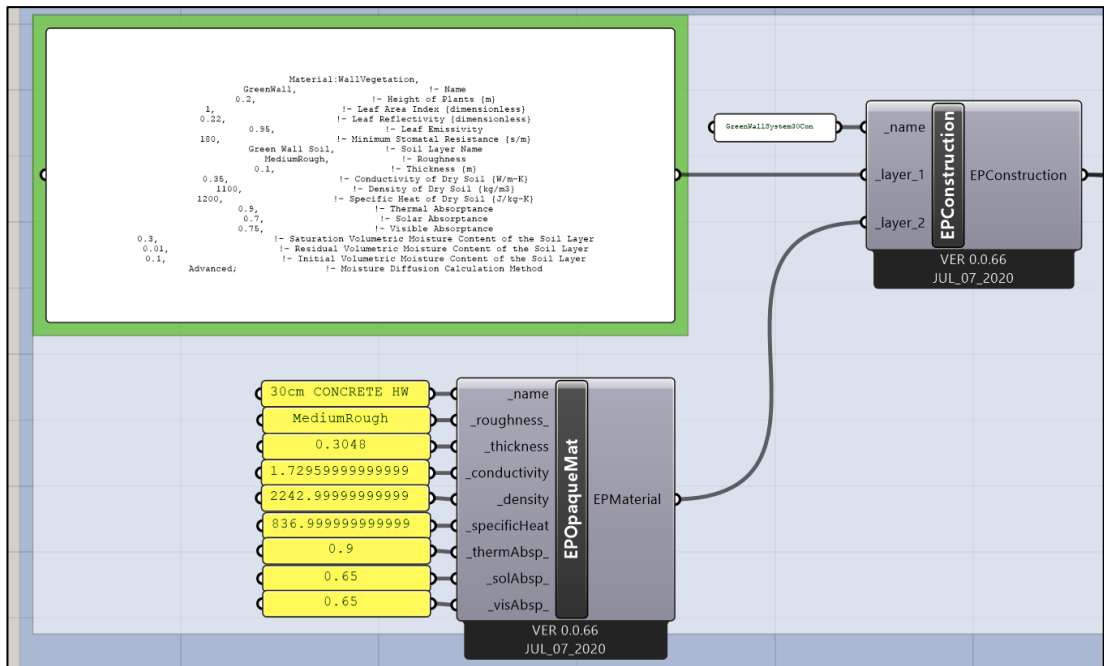 Material:WallVegetation,
GreenWall, !- Name
0.2, !- Height of Plants {m}
1, !- Leaf Area Index {dimensionless}
0.22, !- Leaf Reflectivity {dimensionless}
0.95, !- Leaf Emissivity
180, !- Minimum Stomatal Resistance {s/m}
Green Wall Soil, !- Soil Layer Name
MediumRough, !- Roughness
0.1, !- Thickness {m}
0.35, !- Conductivity of Dry Soil {W/m-K}
1100, !- Density of Dry Soil {kg/m3}
1200, !- Specific Heat of Dry Soil {J/kg-K}
0.9, !- Thermal Absorptance
0.7, !- Solar Absorptance
0.75, !- Visible Absorptance
0.3, !- Saturation Volumetric Moisture Content of the Soil Layer
0.01, !- Residual Volumetric Moisture Content of the Soil Layer
0.1, !- Initial Volumetric Moisture Content of the Soil Layer
Advanced; !- Moisture Diffusion Calculation Method
GreenWallSystem30Con
_name
_layer_1
_layer_2
EPConstruction
EPConstruction
VER 0.0.66
JUL_07_2020
30cm CONCRETE HW
MediumRough
0.3048
1.72959999999999
2242.99999999999
836.999999999999
0.9
0.65
0.65
_name
_roughness_
_thickness
_conductivity
_density
_specificHeat
_thermAbsp_
_solAbsp_
_visAbsp_
EPOpaqueMat
EPMaterial
VER 0.0.66
JUL_07_2020